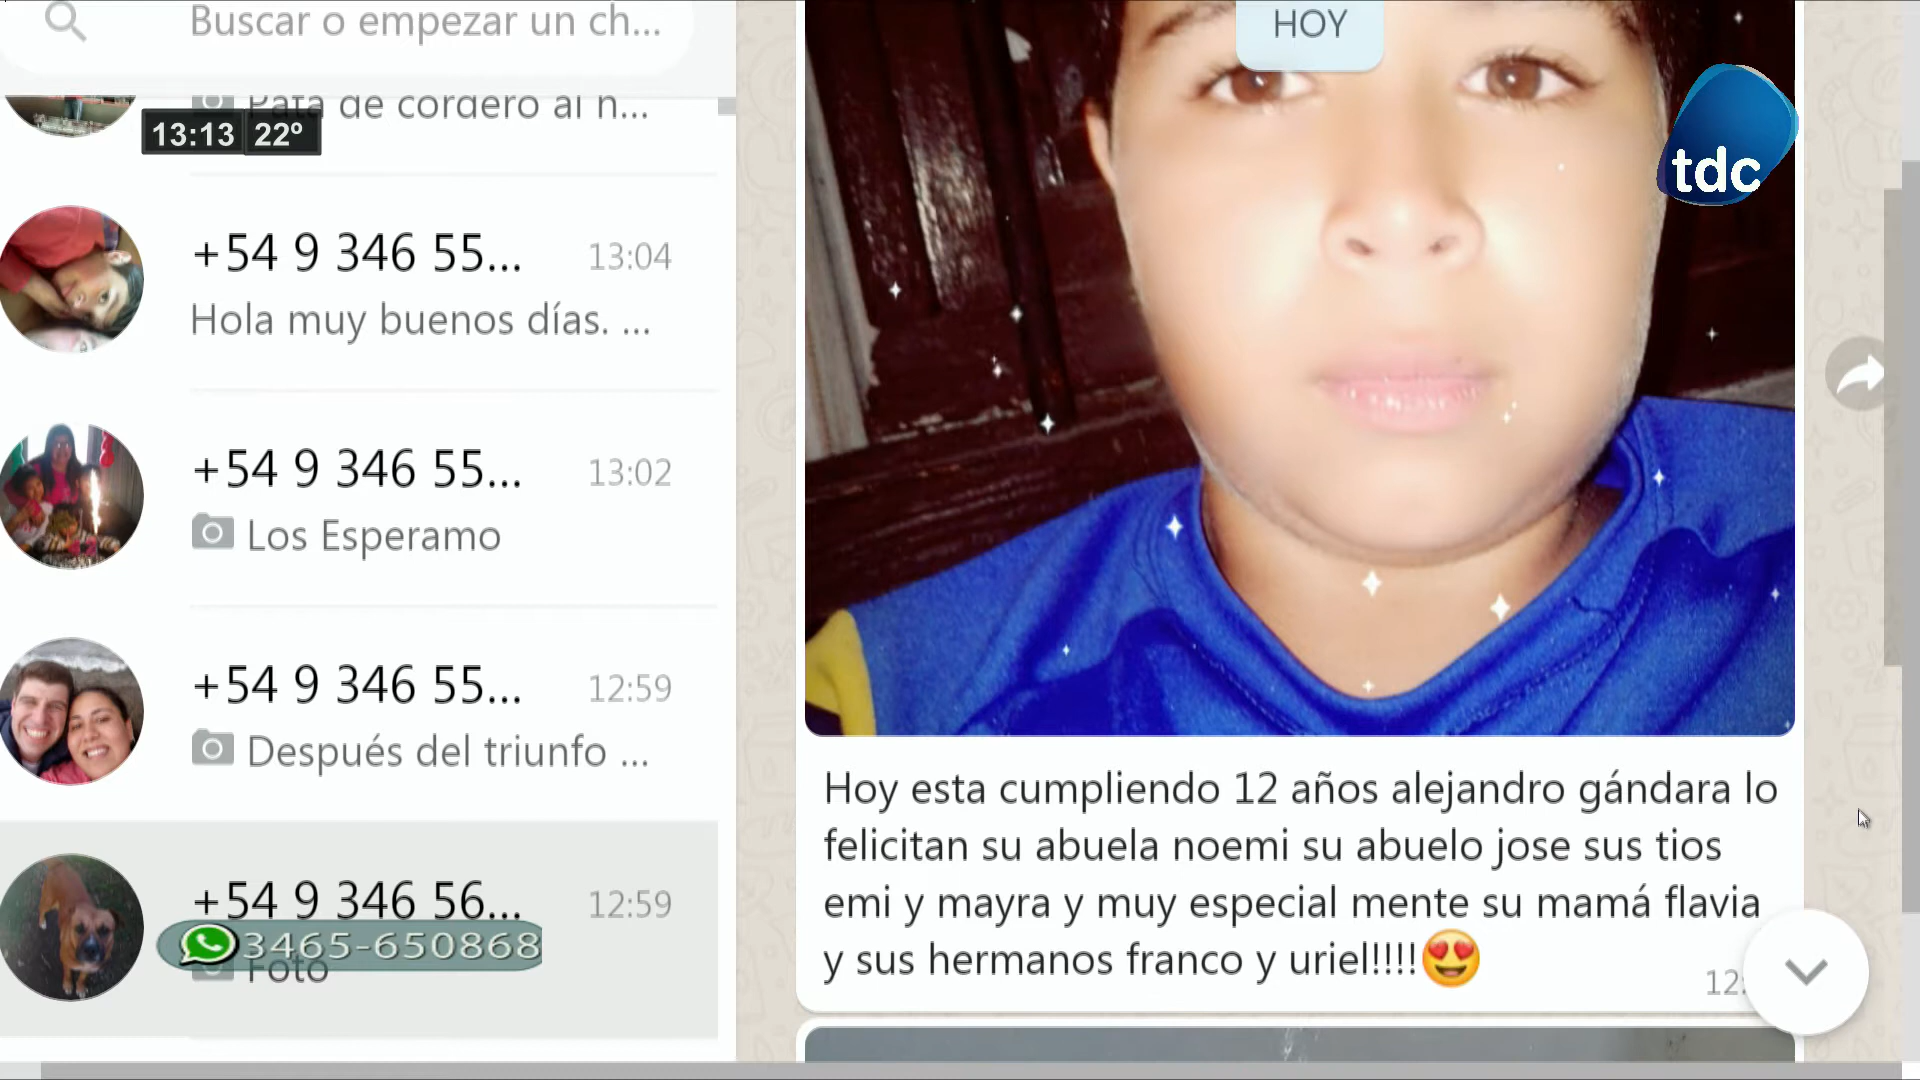 Buscar o empezar un ch...
Pata de cordero al h...
13:13 22º
+54 9 346 55... 13:04
Hola muy buenos días. ...
+54 9 346 55... 13:02
Los Esperamo
+54 9 346 55... 12:59
Después del triunfo ...
+54 9 346 56... 12:59
3465-650868
Foto
HOY
tdc
Hoy esta cumpliendo 12 años alejandro gándara lo
felicitan su abuela noemi su abuelo jose sus tios
emi y mayra y muy especial mente su mamá flavia
y sus hermanos franco y uriel!!!!😍
12: